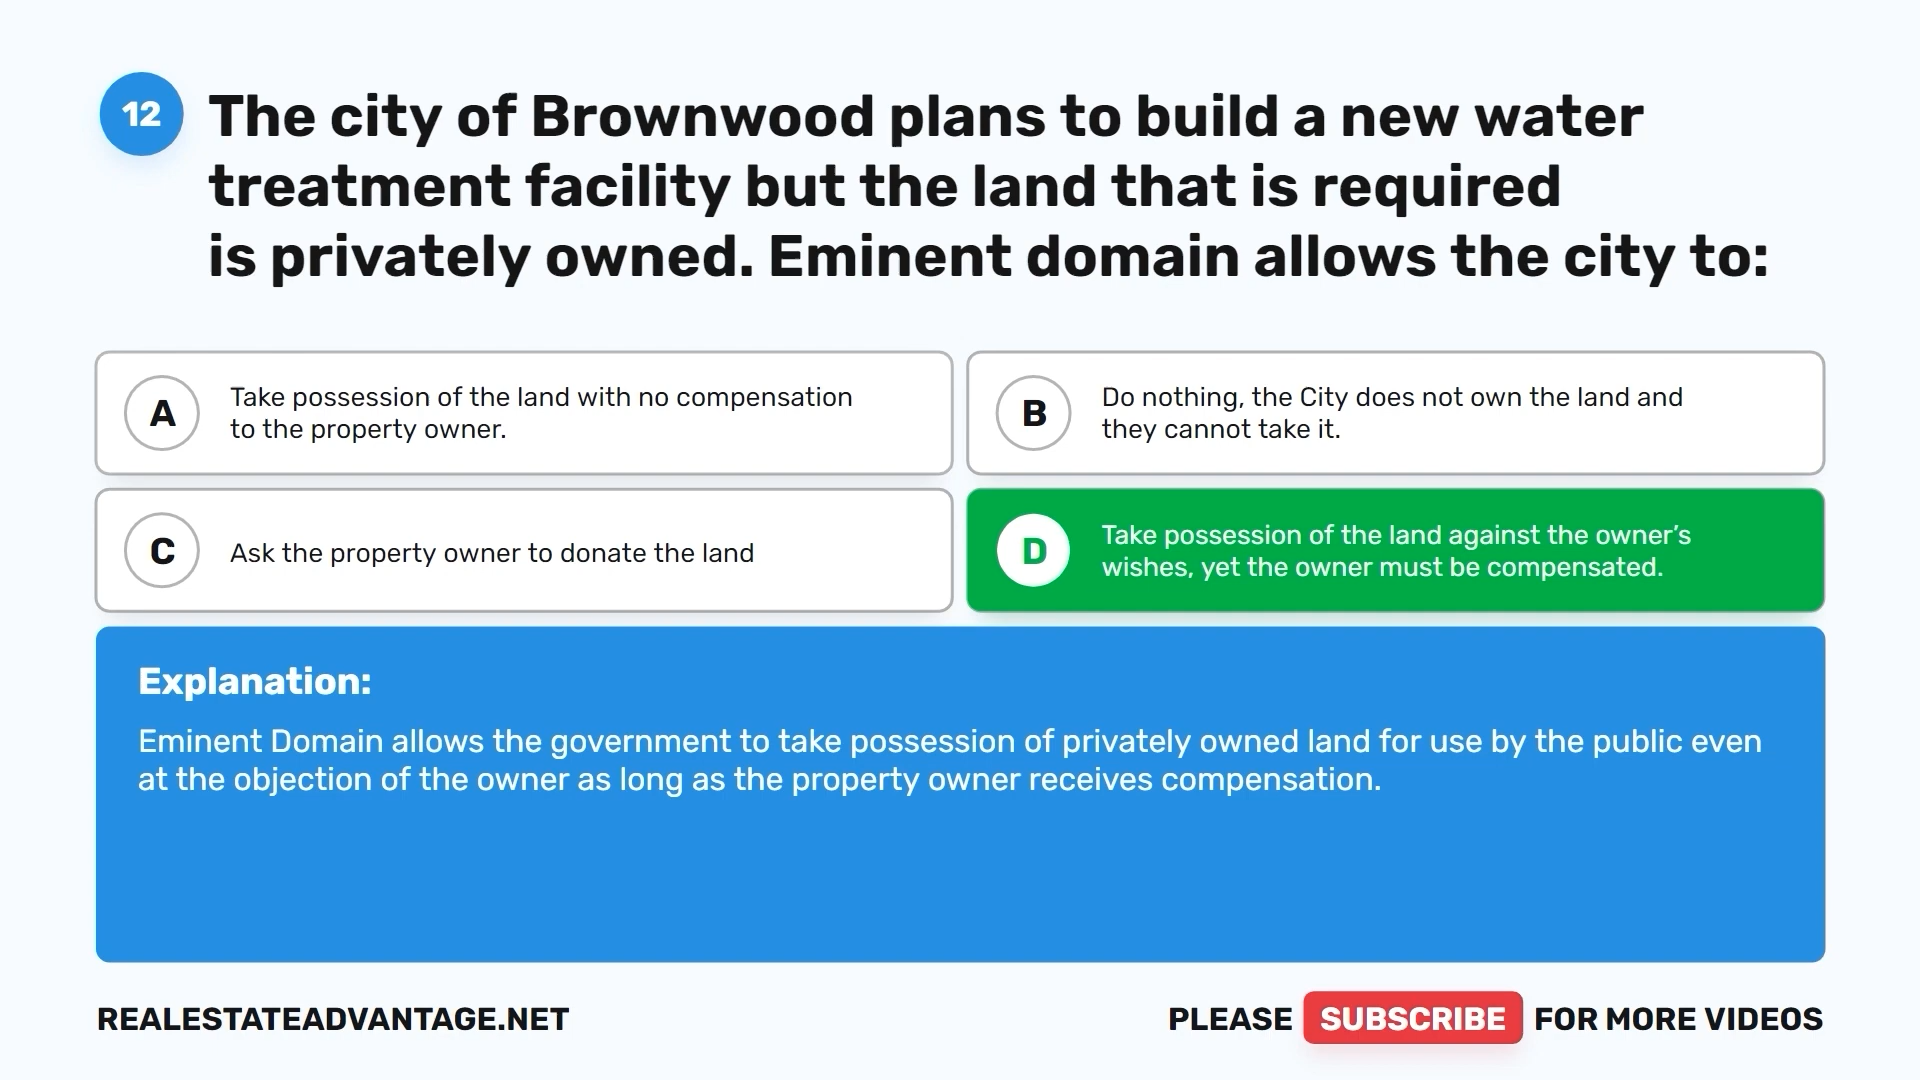 12
The city of Brownwood plans to build a new water
treatment facility but the land that is required
is privately owned. Eminent domain allows the city to:
A
Take possession of the land with no compensation
to the property owner.
B
Do nothing, the City does not own the land and
they cannot take it.
C
Ask the property owner to donate the land
D
Take possession of the land against the owner’s
wishes, yet the owner must be compensated.
Explanation:
Eminent Domain allows the government to take possession of privately owned land for use by the public even
at the objection of the owner as long as the property owner receives compensation.
REALESTATEADVANTAGE.NET
PLEASE SUBSCRIBE FOR MORE VIDEOS